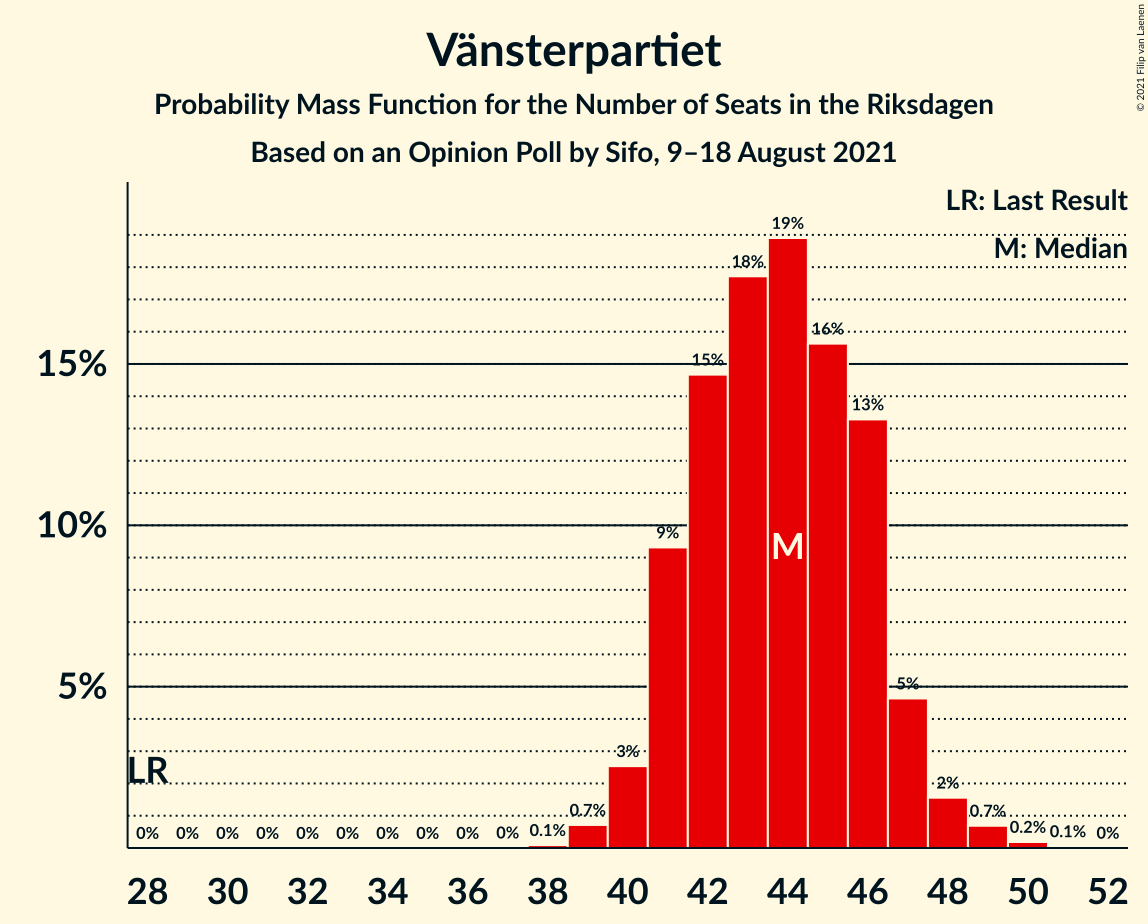 Vänsterpartiet
Probability Mass Function for the Number of Seats in the Riksdagen
Based on an Opinion Poll by Sifo, 9–18 August 2021
© 2021 Filip van Laenen
LR: Last Result
M: Median
15%
10%
5%
LR
M
0% 0% 0% 0% 0% 0% 0% 0% 0% 0% 0.1% 0.7% 3% 9% 15% 18% 19% 16% 13% 5% 2% 0.7% 0.2% 0.1% 0%
28 30 32 34 36 38 40 42 44 46 48 50 52